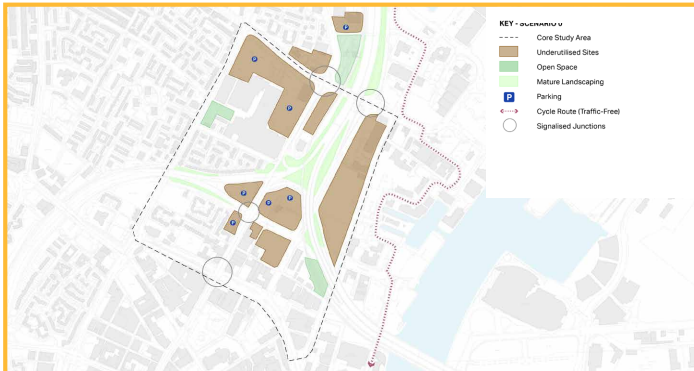 KEY - SCENARIO 0
Core Study Area
Underutilised Sites
Open Space
Mature Landscaping
P Parking
Cycle Route (Traffic-Free)
Signalised Junctions
P
P
P
P
P
P
P